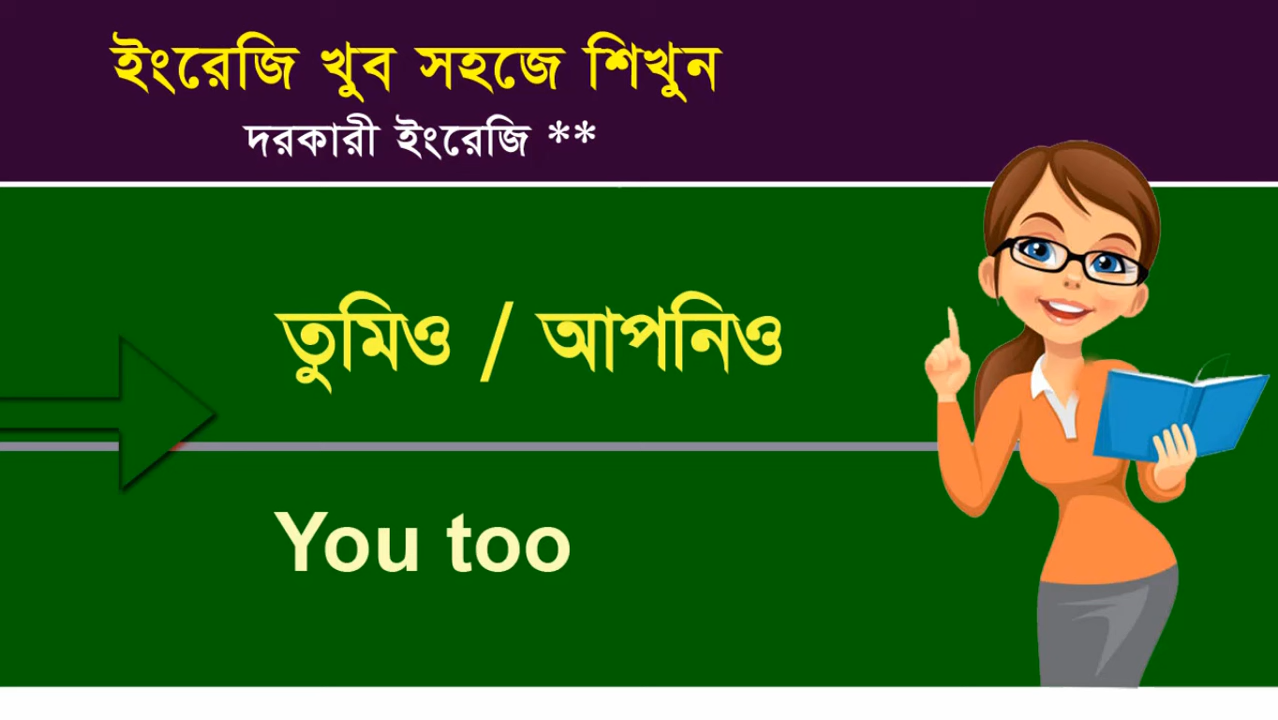 ইংরেজি খুব সহজে শিখুন
দরকারী ইংরেজি **
তুমিও / আপনিও
You too